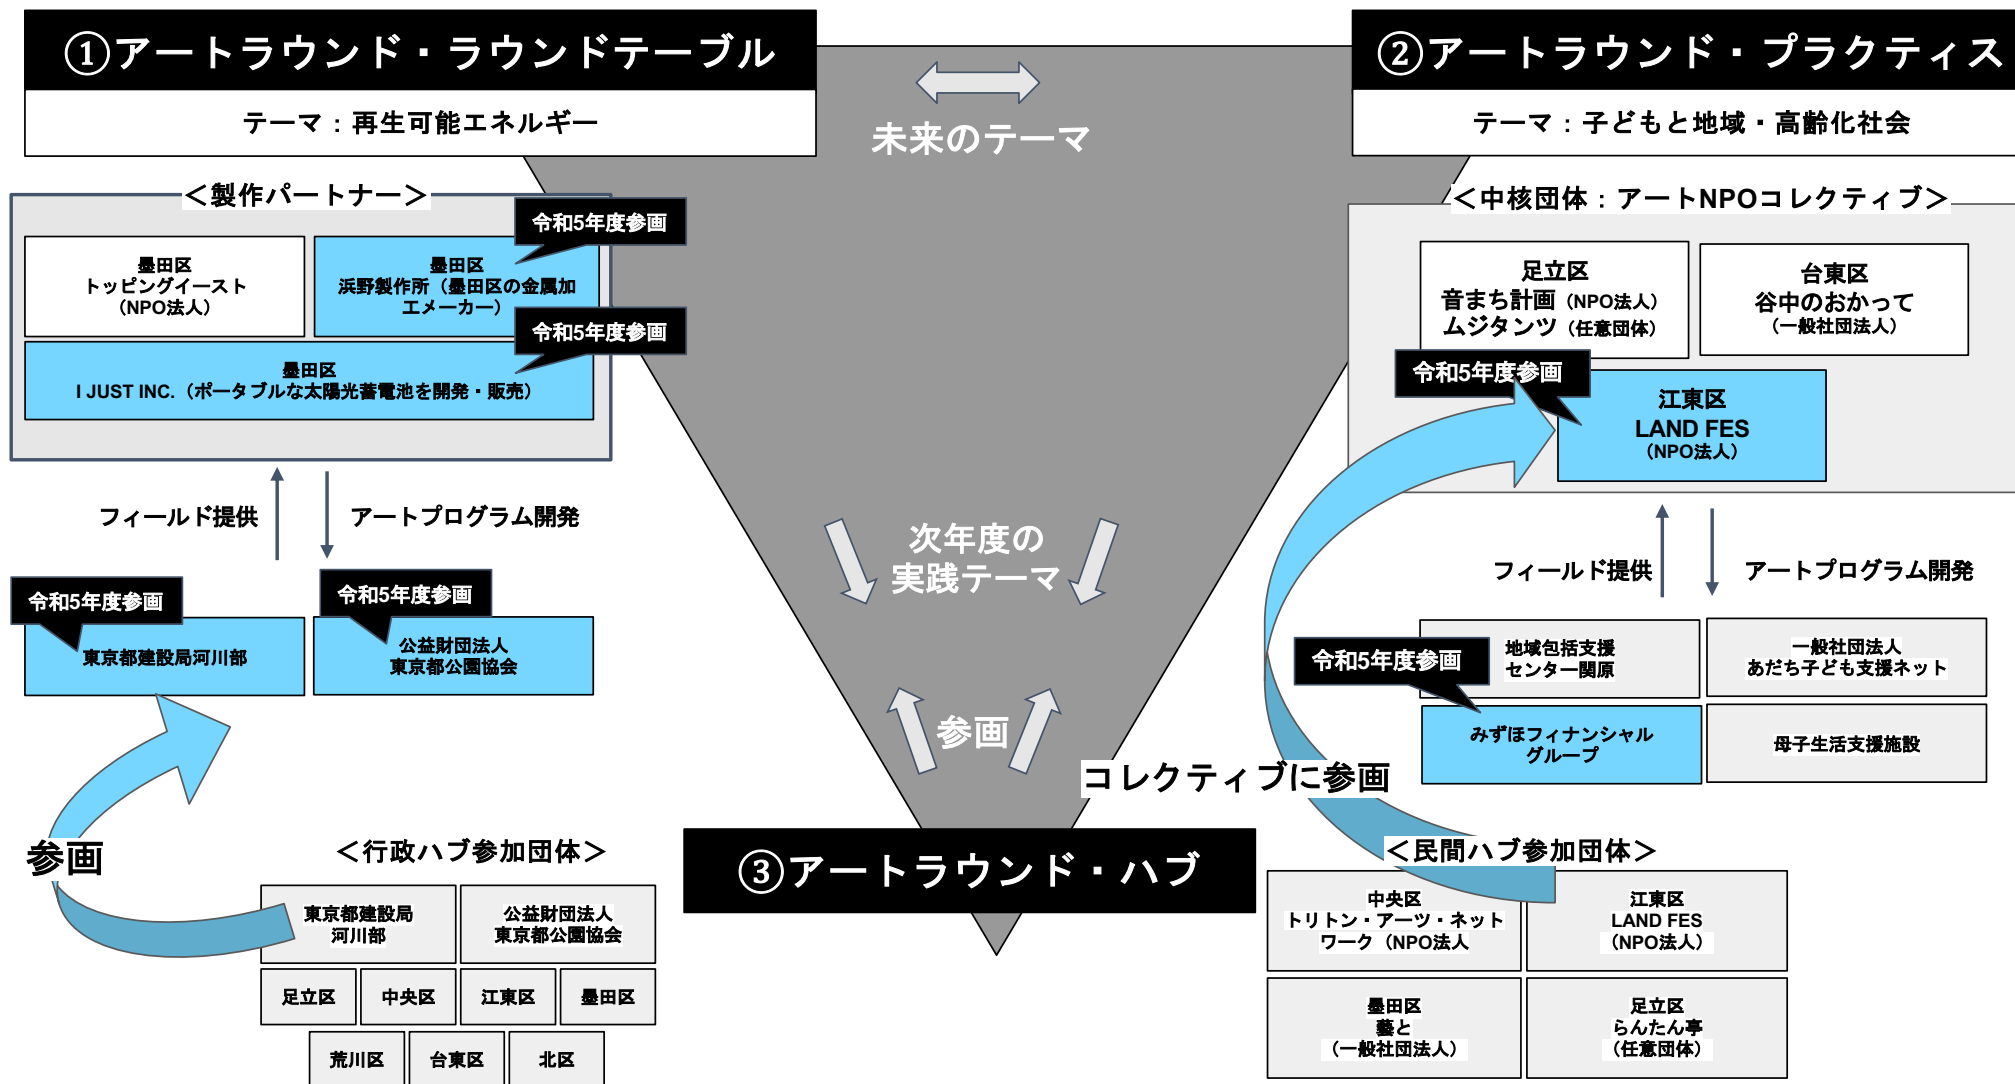 ①アートラウンド・ラウンドテーブル
テーマ：再生可能エネルギー
＜製作パートナー＞
令和5年度参画
墨田区
トッピングイースト
（NPO法人）
墨田区
浜野製作所（墨田区の金属加
工メーカー）
令和5年度参画
墨田区
I JUST INC.（ポータブルな太陽光蓄電池を開発・販売）
フィールド提供
アートプログラム開発
令和5年度参画
東京都建設局河川部
令和5年度参画
公益財団法人
東京都公園協会
参画
＜行政ハブ参加団体＞
東京都建設局
河川部
公益財団法人
東京都公園協会
足立区
中央区
江東区
墨田区
荒川区
台東区
北区
未来のテーマ
次年度の
実践テーマ
参画
③アートラウンド・ハブ
②アートラウンド・プラクティス
テーマ：子どもと地域・高齢化社会
＜中核団体：アートNPOコレクティブ＞
足立区
音まち計画（NPO法人）
ムジタンツ（任意団体）
台東区
谷中のおかって
（一般社団法人）
令和5年度参画
江東区
LAND FES
（NPO法人）
フィールド提供
アートプログラム開発
令和5年度参画
地域包括支援
センター関原
一般社団法人
あだち子ども支援ネット
みずほフィナンシャル
グループ
母子生活支援施設
コレクティブに参画
＜民間ハブ参加団体＞
中央区
トリトン・アーツ・ネット
ワーク（NPO法人
江東区
LAND FES
（NPO法人）
墨田区
藝と
（一般社団法人）
足立区
らんたん亭
（任意団体）